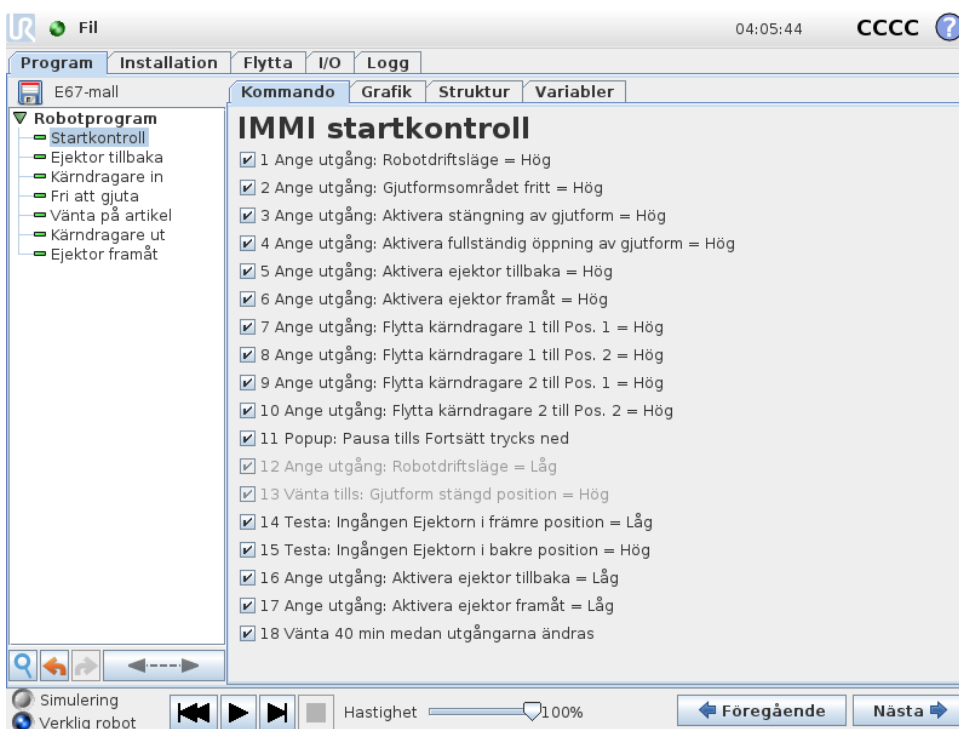 UR Fil 04:05:44 CCCC ?
Program Installation Flytta I/O Logg
E67-mall
Kommando Grafik Struktur Variabler
Robotprogram
Startkontroll
Ejektor tillbaka
Kärndragare in
Fri att gjuta
Vänta på artikel
Kärndragare ut
Ejektor framåt
IMMI startkontroll
1 Ange utgång: Robotdriftsläge = Hög
2 Ange utgång: Gjutformsområdet fritt = Hög
3 Ange utgång: Aktivera stängning av gjutform = Hög
4 Ange utgång: Aktivera fullständig öppning av gjutform = Hög
5 Ange utgång: Aktivera ejektor tillbaka = Hög
6 Ange utgång: Aktivera ejektor framåt = Hög
7 Ange utgång: Flytta kärndragare 1 till Pos. 1 = Hög
8 Ange utgång: Flytta kärndragare 1 till Pos. 2 = Hög
9 Ange utgång: Flytta kärndragare 2 till Pos. 1 = Hög
10 Ange utgång: Flytta kärndragare 2 till Pos. 2 = Hög
11 Popup: Pausa tills Fortsätt trycks ned
12 Ange utgång: Robotdriftsläge = Låg
13 Vänta tills: Gjutform stängd position = Hög
14 Testa: Ingången Ejektorn i främre position = Låg
15 Testa: Ingången Ejektorn i bakre position = Hög
16 Ange utgång: Aktivera ejektor tillbaka = Låg
17 Ange utgång: Aktivera ejektor framåt = Låg
18 Vänta 40 min medan utgångarna ändras
Simulering
Verklig robot
Hastighet 100%
Föregående Nästa